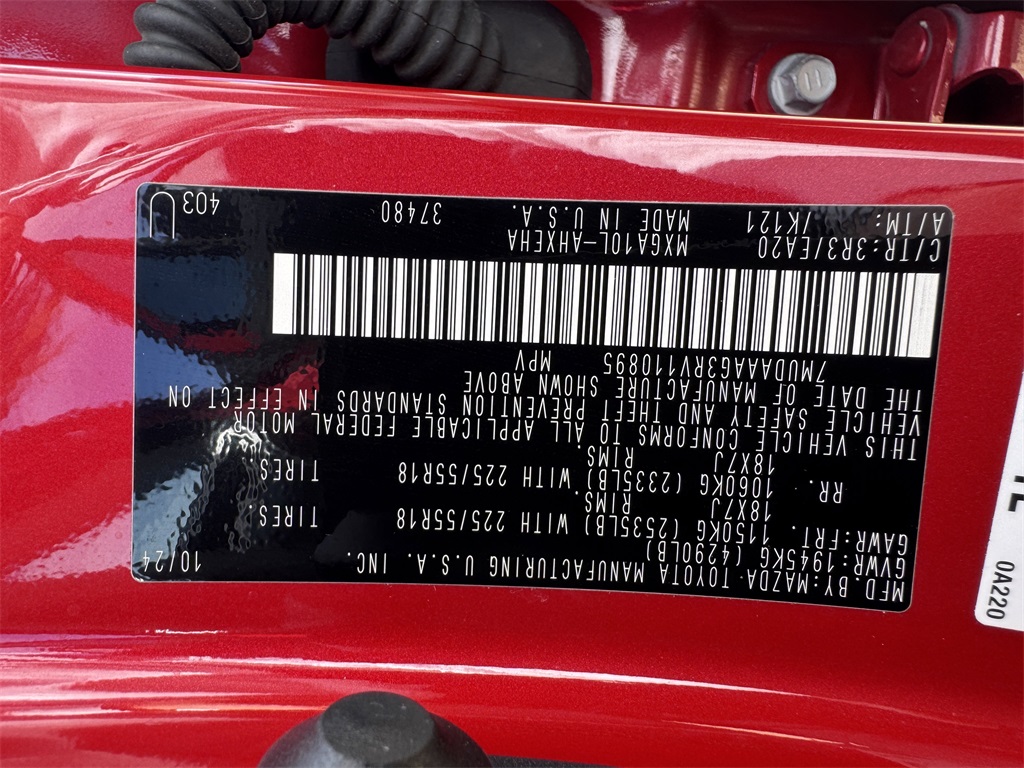 MFD. BY:MAZDA TOYOTA MANUFACTURING U.S.A. INC. 10/24
GVWR:1945KG(4290LB)
GAWR:FRT. 1150KG(2535LB) WITH 225/55R18 TIRES.
18X7J RIMS
RR. 1060KG(2335LB) WITH 225/55R18 TIRES
18X7J RIMS.
THIS VEHICLE CONFORMS TO ALL APPLICABLE FEDERAL MOTOR
VEHICLE SAFETY AND THEFT PREVENTION STANDARDS IN EFFECT ON
THE DATE OF MANUFACTURE SHOWN ABOVE
7MUDAAAG3RV110895 MPV
C/TR:3R3/EA20 MXGA10L-AHXEHA
A/TM: /K121 MADE IN U.S.A. 37480 403
0A220